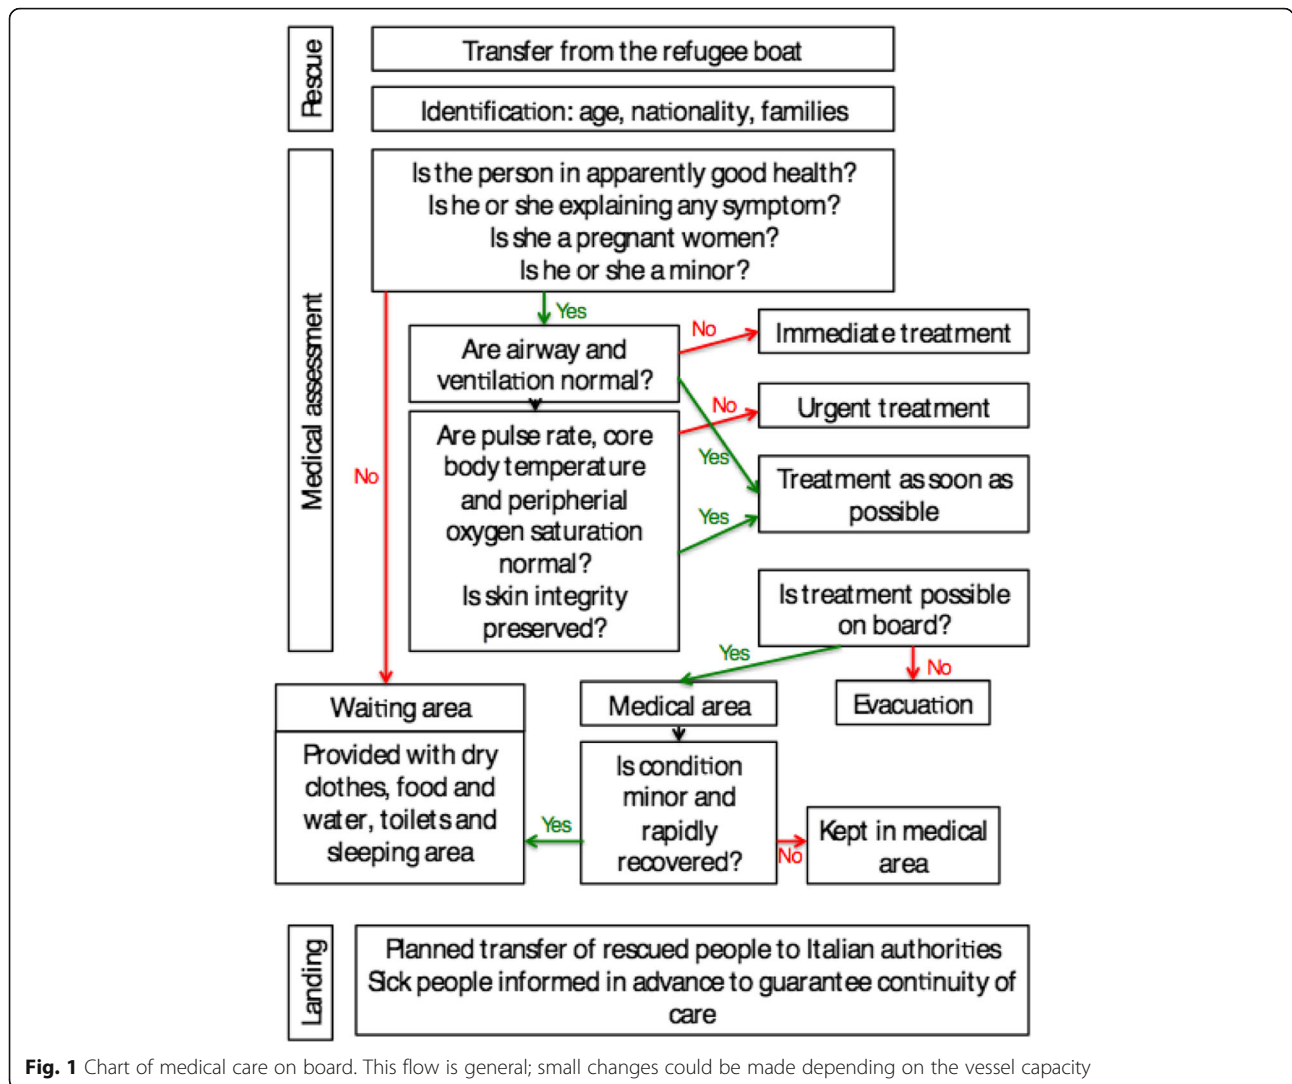 Rescue
Transfer from the refugee boat
Identification: age, nationality, families
Medical assessment
Is the person in apparently good health?
Is he or she explaining any symptom?
Is she a pregnant women?
Is he or she a minor?
Yes
No
Are airway and
ventilation normal?
No
Immediate treatment
Yes
Are pulse rate, core
body temperature
and peripherial
oxygen saturation
normal?
Is skin integrity
preserved?
No
Urgent treatment
Yes
Treatment as soon as
possible
Is treatment possible
on board?
Yes
No
Waiting area
Medical area
Evacuation
Provided with dry
clothes, food and
water, toilets and
sleeping area
Is condition
minor and
rapidly
recovered?
Yes
No
Kept in medical
area
Landing
Planned transfer of rescued people to Italian authorities
Sick people informed in advance to guarantee continuity of
care
Fig. 1 Chart of medical care on board. This flow is general; small changes could be made depending on the vessel capacity